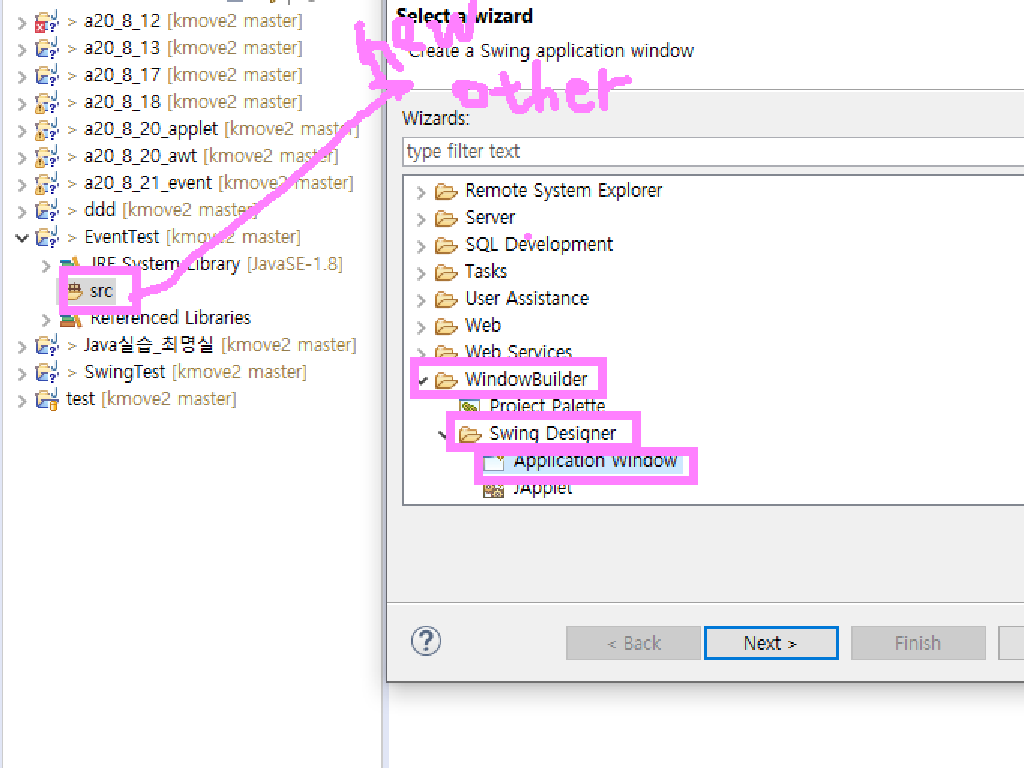 > a20_8_12 [kmove2 master]
> a20_8_13 [kmove2 master]
> a20_8_17 [kmove2 master]
> a20_8_18 [kmove2 master]
> a20_8_20_applet [kmove2 master]
> a20_8_20_awt [kmove2 master]
> a20_8_21_event [kmove2 master]
> ddd [kmove2 master]
> EventTest [kmove2 master]
JRE System Library [JavaSE-1.8]
src
Referenced Libraries
> Java실습_최명실 [kmove2 master]
> SwingTest [kmove2 master]
test [kmove2 master]
new
other
Select a wizard
Create a Swing application window
Wizards:
type filter text
Remote System Explorer
Server
SQL Development
Tasks
User Assistance
Web
Web Services
WindowBuilder
Project Palette
Swing Designer
Application Window
JApplet
?
< Back
Next >
Finish